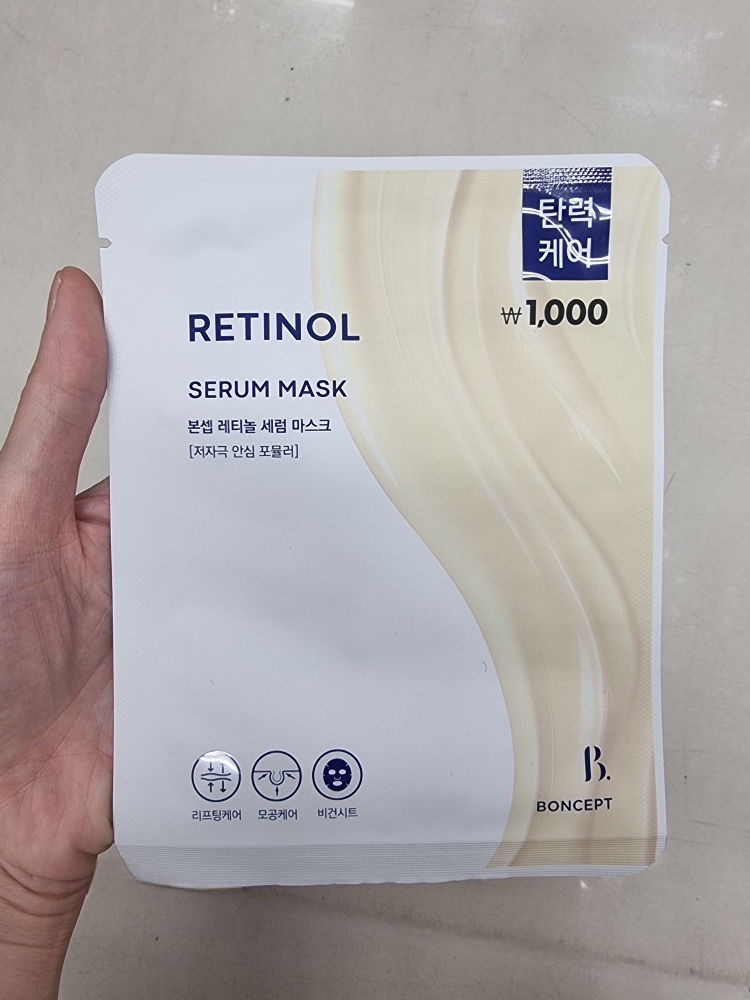 탄력
케어
₩1,000
RETINOL
SERUM MASK
본셉 레티놀 세럼 마스크
[저자극 안심 포뮬러]
리프팅케어 모공케어 비건시트
B.
BONCEPT